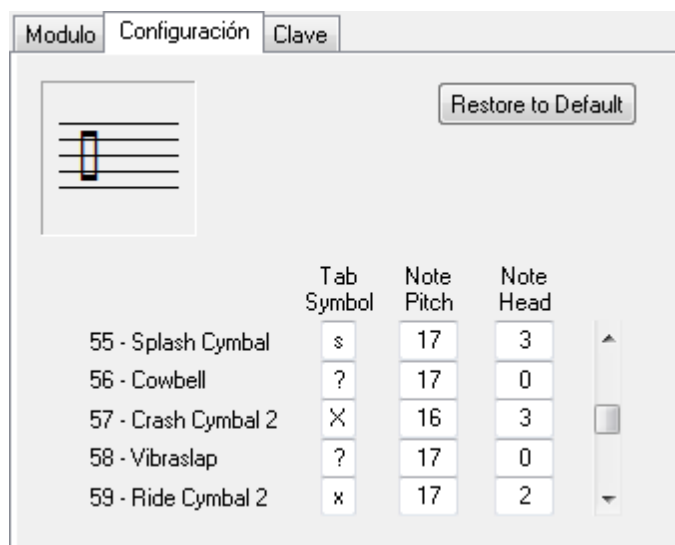 Modulo Configuración Clave
Restore to Default
Tab Symbol Note Pitch Note Head
55 - Splash Cymbal s 17 3
56 - Cowbell ? 17 0
57 - Crash Cymbal 2 X 16 3
58 - Vibraslap ? 17 0
59 - Ride Cymbal 2 x 17 2